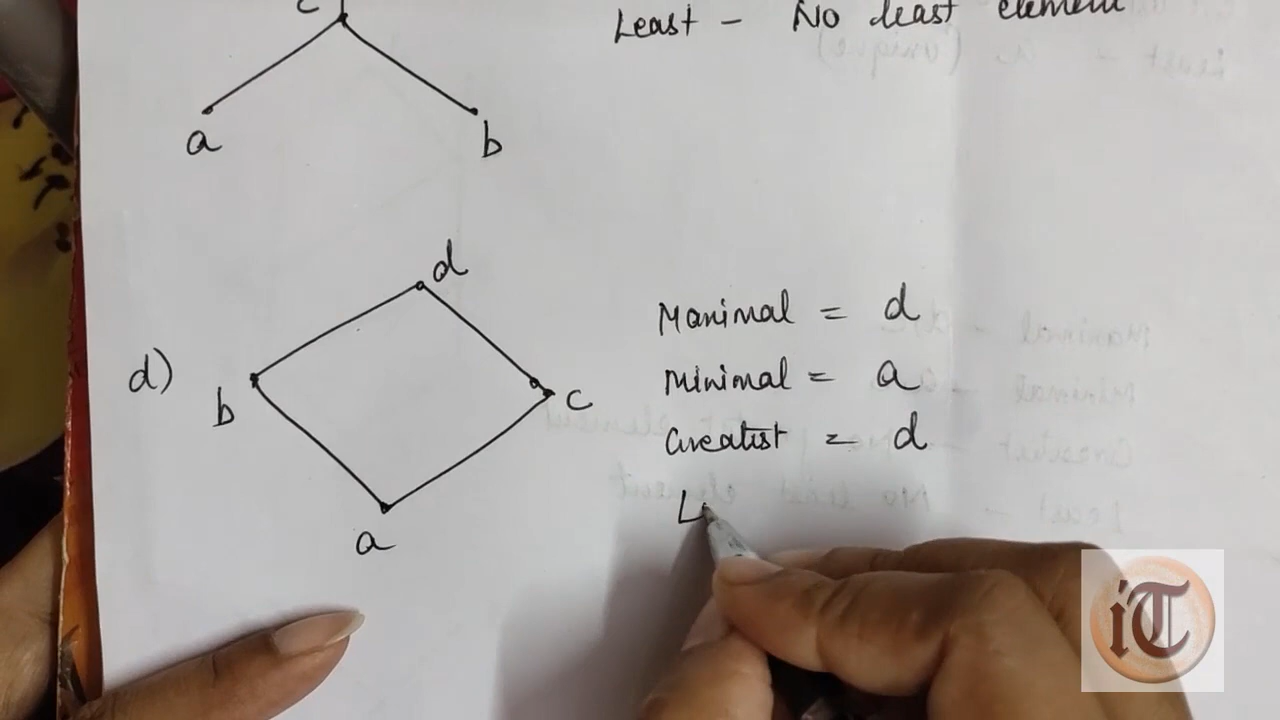 c
Least - No least element
a
b
d
d)
b
c
a
Maximal = d
Minimal = a
Greatest = d
L
iT